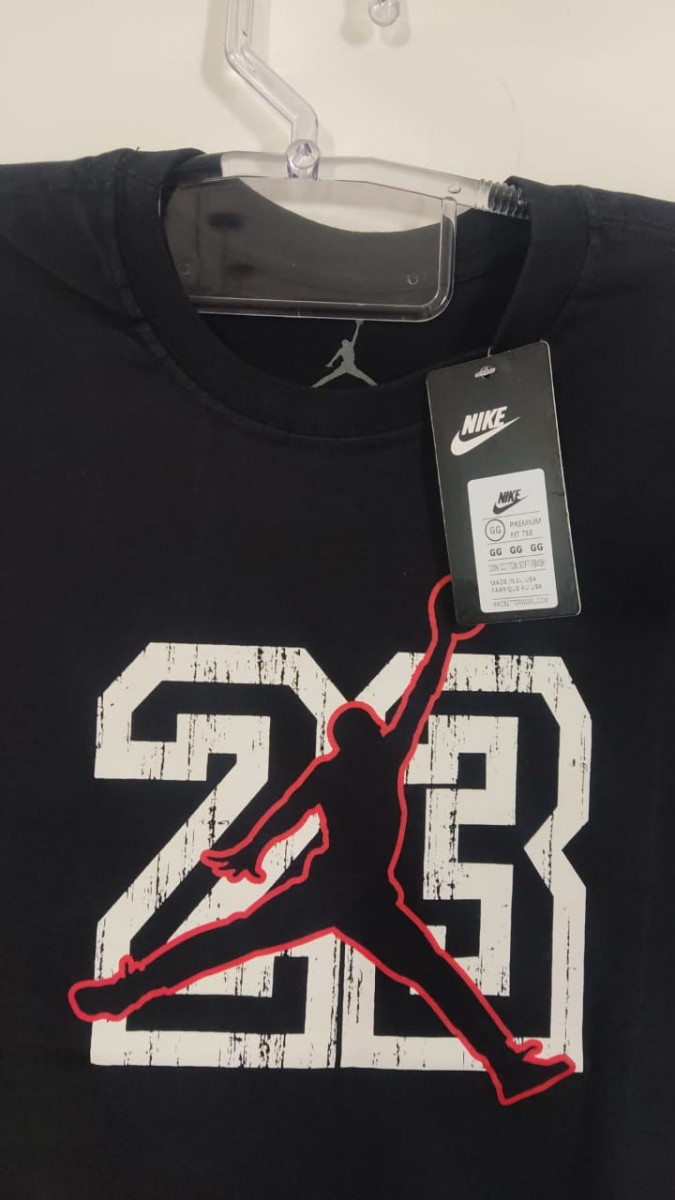 NIKE
NIKE
GG PREMIUM
FIT TEE
GG GG GG
100% COTTON SOFT FINISH
MADE IN EL USA
FABRIQUE AU USA
23